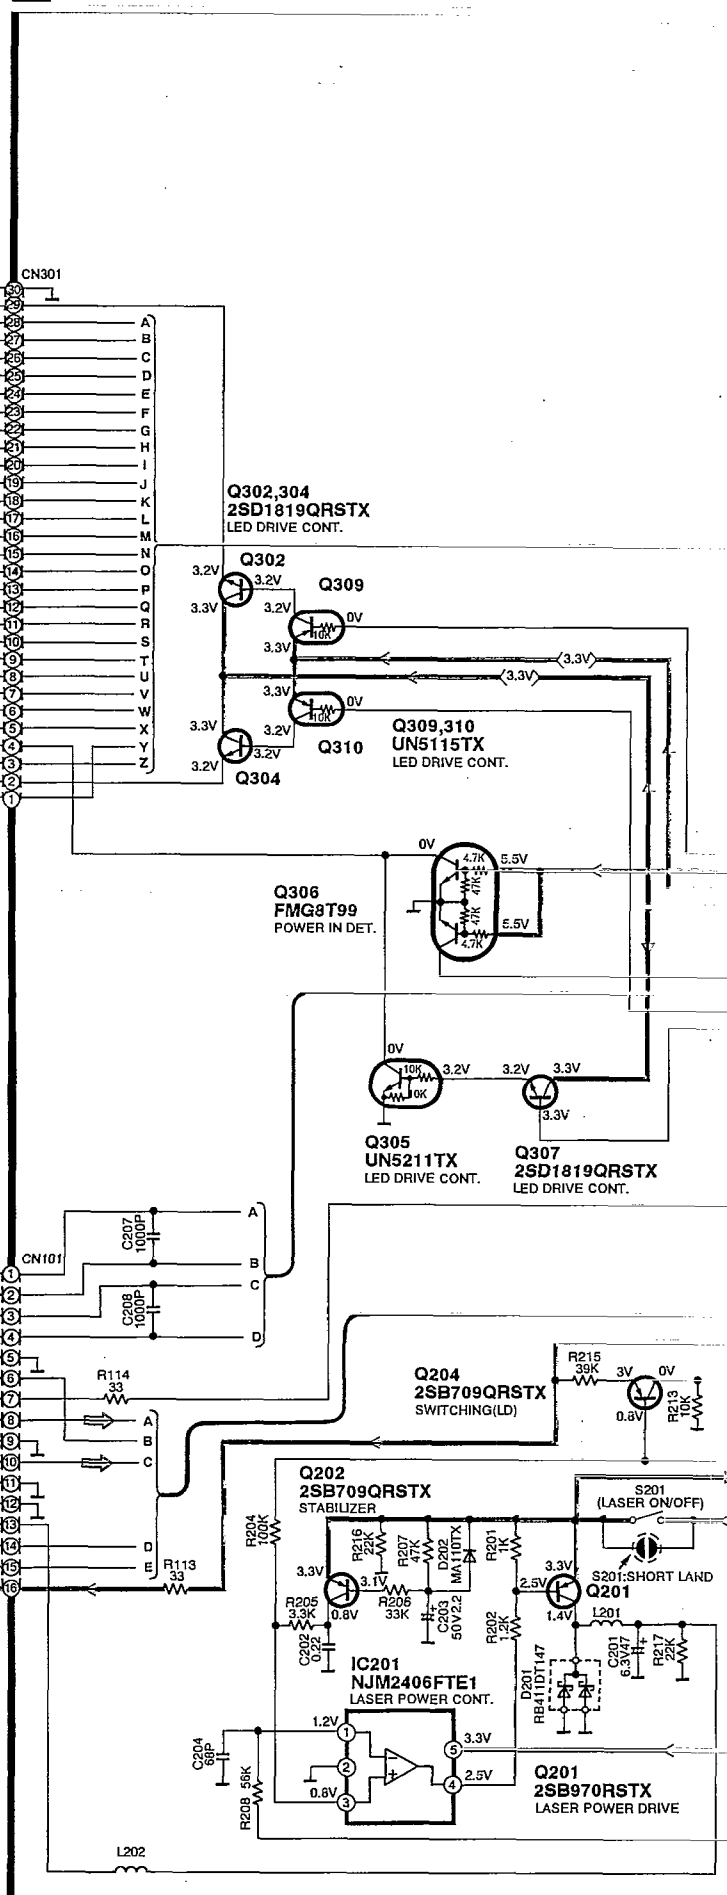 CN301
30
29
28 A
27 B
26 C
25 D
24 E
23 F
22 G
21 H
20 I
19 J
18 K
17 L
16 M
15 N
14 O
13 P
12 Q
11 R
10 S
9 T
8 U
7 V
6 W
5 X
4 Y
3 Z
2
1
Q302,304
2SD1819QRSTX
LED DRIVE CONT.
Q302
3.2V
3.2V
3.3V
Q309
3.2V
0V
10K
3.3V
(3.3V)
(3.3V)
3.3V
0V
10K
3.2V
Q310
3.3V
3.2V
3.2V
Q304
Q309,310
UN5115TX
LED DRIVE CONT.
0V
4.7K
5.5V
47K
47K
5.5V
4.7K
Q306
FMG8T99
POWER IN DET.
0V
10K
10K
3.2V
3.2V
3.3V
3.3V
Q305
UN5211TX
LED DRIVE CONT.
Q307
2SD1819QRSTX
LED DRIVE CONT.
A
C207
1000P
B
C
C208
1000P
D
CN101
1
2
3
4
5
6
7
8
9
10
11
12
13
14
15
16
R114
33
A
B
C
D
E
R113
33
Q204
2SB709QRSTX
SWITCHING(LD)
R215
39K
3V
0V
0.8V
R213
10K
Q202
2SB709QRSTX
STABILIZER
R204
100K
R216
22K
R207
47K
D202
MA110TX
R201
1K
S201
(LASER ON/OFF)
S201:SHORT LAND
3.3V
3.1V
0.8V
R205
3.3K
R206
33K
C202
0.22
C203
50V2.2
R202
1.2K
3.3V
2.5V
Q201
1.4V
L201
C201
6.3V47
R217
22K
D201
RB411DT147
IC201
NJM2406FTE1
LASER POWER CONT.
1.2V
1
2
0.8V
3
5
3.3V
4
2.5V
C204
68P
R208 56K
Q201
2SB970RSTX
LASER POWER DRIVE
L202